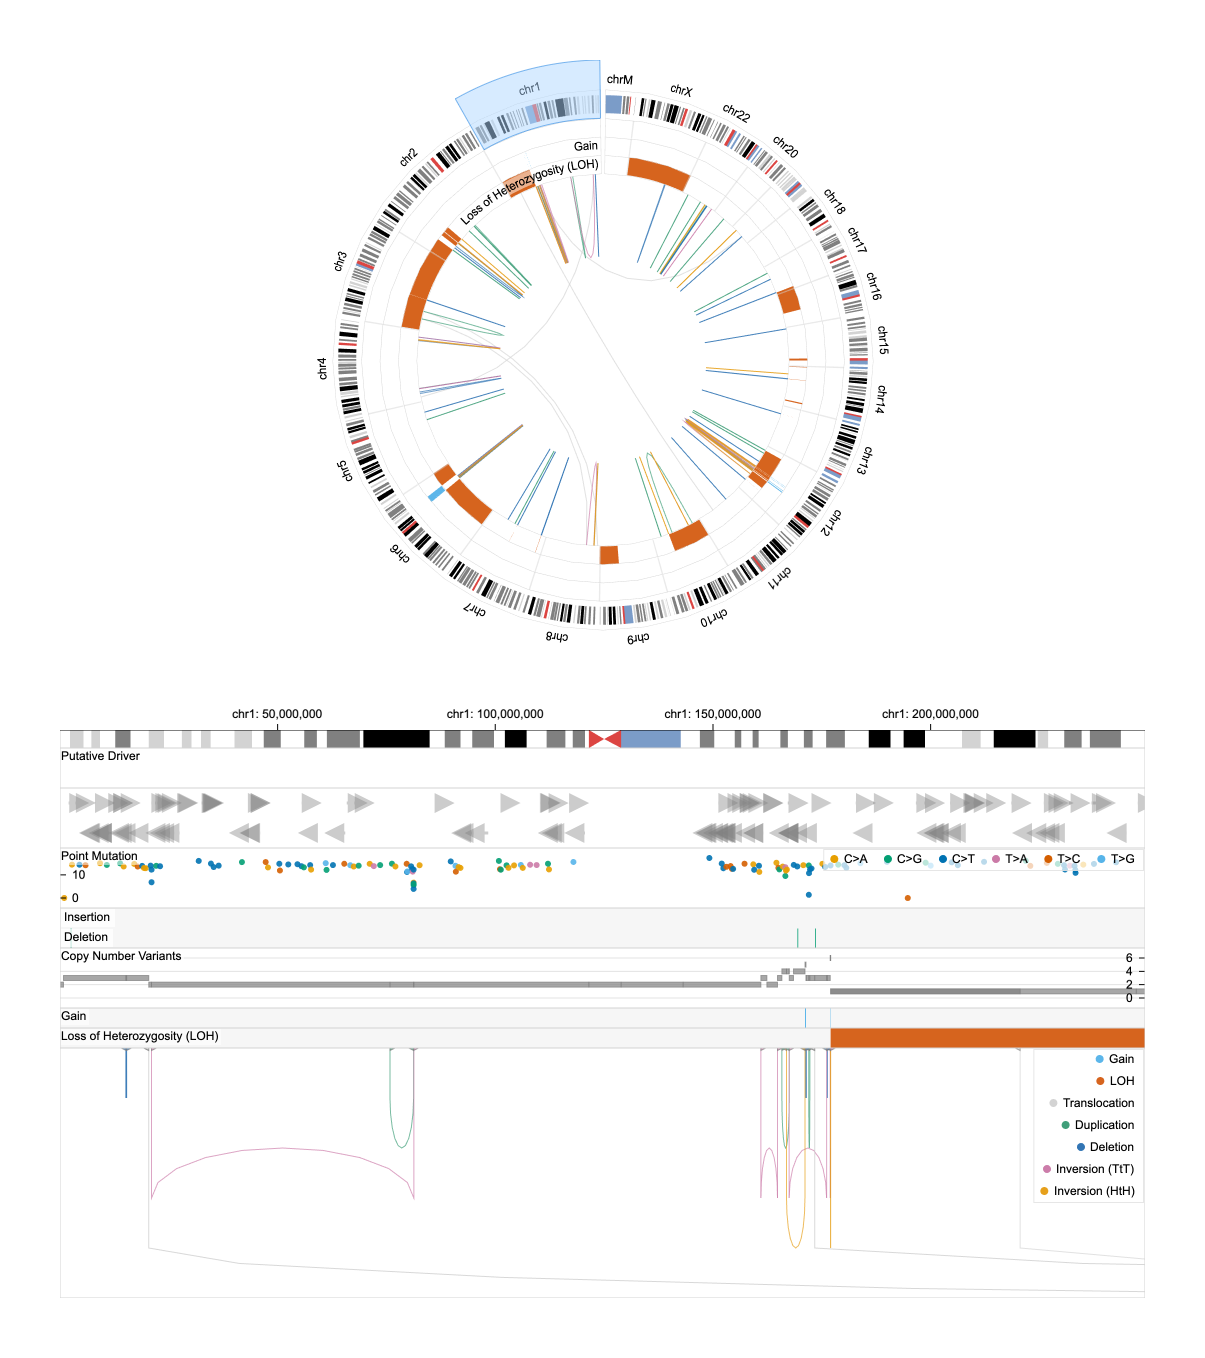 chr1
chrM
chrX
chr22
chr20
chr18
chr17
chr16
chr15
chr14
chr13
chr12
chr11
chr10
chr9
chr8
chr7
chr6
chr5
chr4
chr3
chr2
Gain
Loss of Heterozygosity (LOH)
chr1: 50,000,000 chr1: 100,000,000 chr1: 150,000,000 chr1: 200,000,000
Putative Driver
Point Mutation
C>A C>G C>T T>A T>C T>G
10
0
Insertion
Deletion
Copy Number Variants
6
4
2
0
Gain
Loss of Heterozygosity (LOH)
Gain
LOH
Translocation
Duplication
Deletion
Inversion (TtT)
Inversion (HtH)